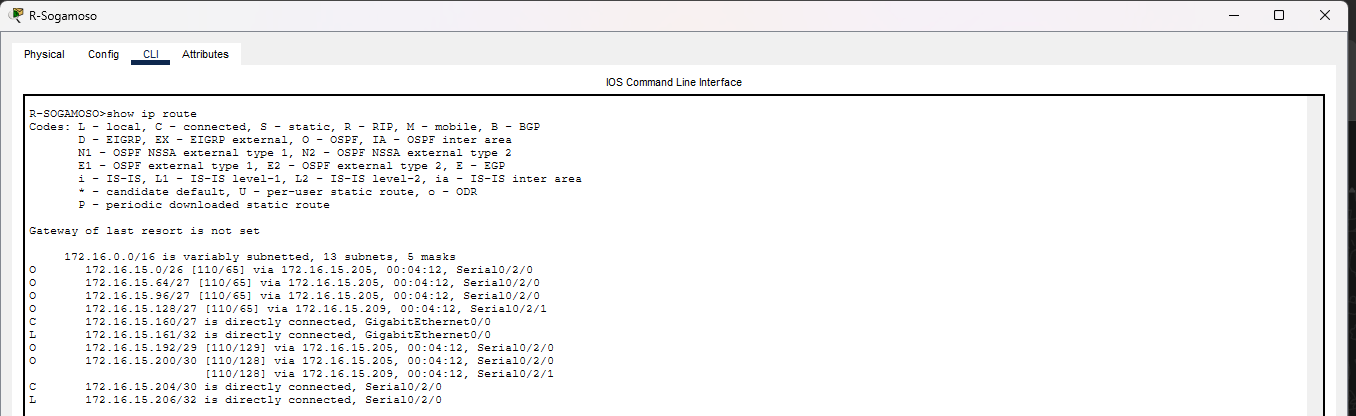 R-Sogamoso
Physical Config CLI Attributes
IOS Command Line Interface
R-SOGAMOSO>show ip route
Codes: L - local, C - connected, S - static, R - RIP, M - mobile, B - BGP
D - EIGRP, EX - EIGRP external, O - OSPF, IA - OSPF inter area
N1 - OSPF NSSA external type 1, N2 - OSPF NSSA external type 2
E1 - OSPF external type 1, E2 - OSPF external type 2, E - EGP
i - IS-IS, L1 - IS-IS level-1, L2 - IS-IS level-2, ia - IS-IS inter area
* - candidate default, U - per-user static route, o - ODR
P - periodic downloaded static route
Gateway of last resort is not set
172.16.0.0/16 is variably subnetted, 13 subnets, 5 masks
O 172.16.15.0/26 [110/65] via 172.16.15.205, 00:04:12, Serial0/2/0
O 172.16.15.64/27 [110/65] via 172.16.15.205, 00:04:12, Serial0/2/0
O 172.16.15.96/27 [110/65] via 172.16.15.205, 00:04:12, Serial0/2/0
O 172.16.15.128/27 [110/65] via 172.16.15.209, 00:04:12, Serial0/2/1
C 172.16.15.160/27 is directly connected, GigabitEthernet0/0
L 172.16.15.161/32 is directly connected, GigabitEthernet0/0
O 172.16.15.192/29 [110/129] via 172.16.15.205, 00:04:12, Serial0/2/0
O 172.16.15.200/30 [110/128] via 172.16.15.205, 00:04:12, Serial0/2/0
[110/128] via 172.16.15.209, 00:04:12, Serial0/2/1
C 172.16.15.204/30 is directly connected, Serial0/2/0
L 172.16.15.206/32 is directly connected, Serial0/2/0